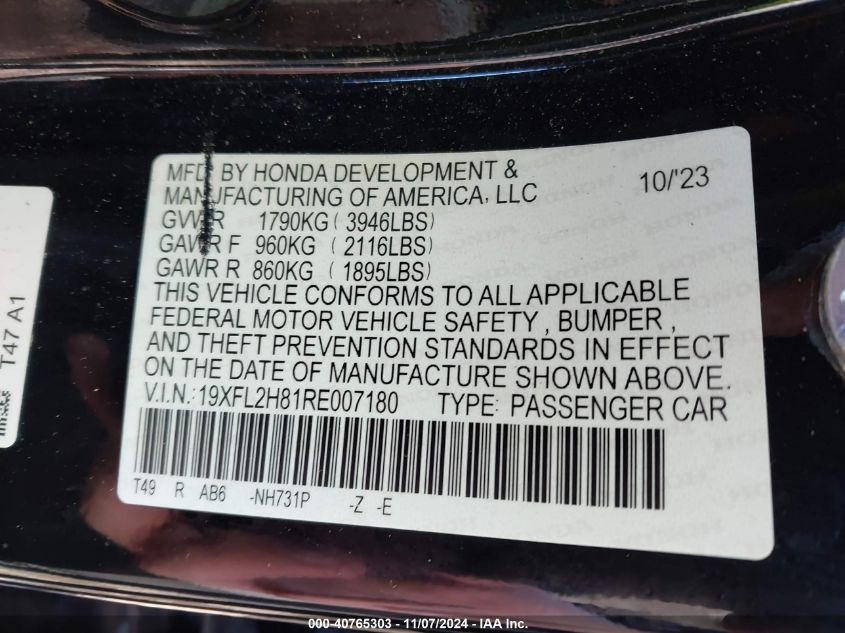 MFD BY HONDA DEVELOPMENT &
MANUFACTURING OF AMERICA, LLC 10/'23
GVWR 1790KG ( 3946LBS)
GAWR F 960KG ( 2116LBS)
GAWR R 860KG ( 1895LBS)
THIS VEHICLE CONFORMS TO ALL APPLICABLE
FEDERAL MOTOR VEHICLE SAFETY , BUMPER ,
AND THEFT PREVENTION STANDARDS IN EFFECT
ON THE DATE OF MANUFACTURE SHOWN ABOVE.
V.I.N.:19XFL2H81RE007180 TYPE: PASSENGER CAR
T49 R AB6 -NH731P -Z -E
T47 A1
000-40765303 - 11/07/2024 - IAA Inc.